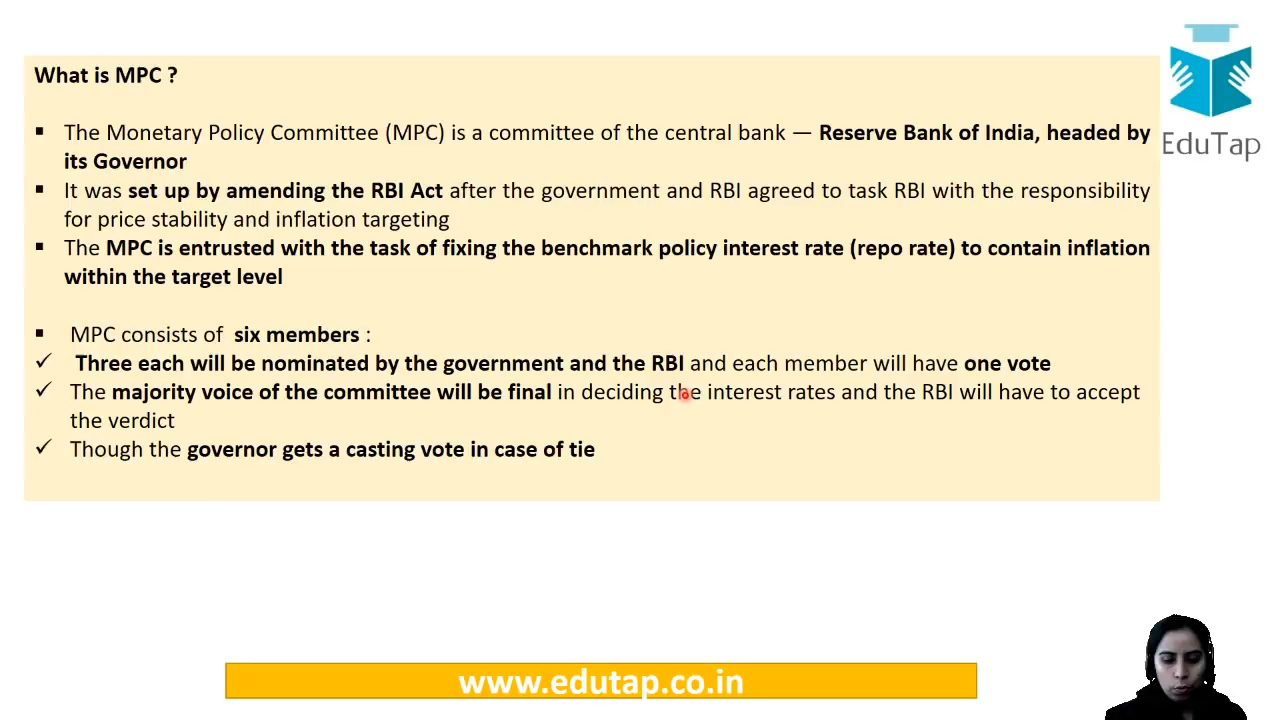 What is MPC ?
EduTap
▪ The Monetary Policy Committee (MPC) is a committee of the central bank — Reserve Bank of India, headed by
its Governor
▪ It was set up by amending the RBI Act after the government and RBI agreed to task RBI with the responsibility
for price stability and inflation targeting
▪ The MPC is entrusted with the task of fixing the benchmark policy interest rate (repo rate) to contain inflation
within the target level
▪ MPC consists of six members :
✓ Three each will be nominated by the government and the RBI and each member will have one vote
✓ The majority voice of the committee will be final in deciding the interest rates and the RBI will have to accept
the verdict
✓ Though the governor gets a casting vote in case of tie
www.edutap.co.in